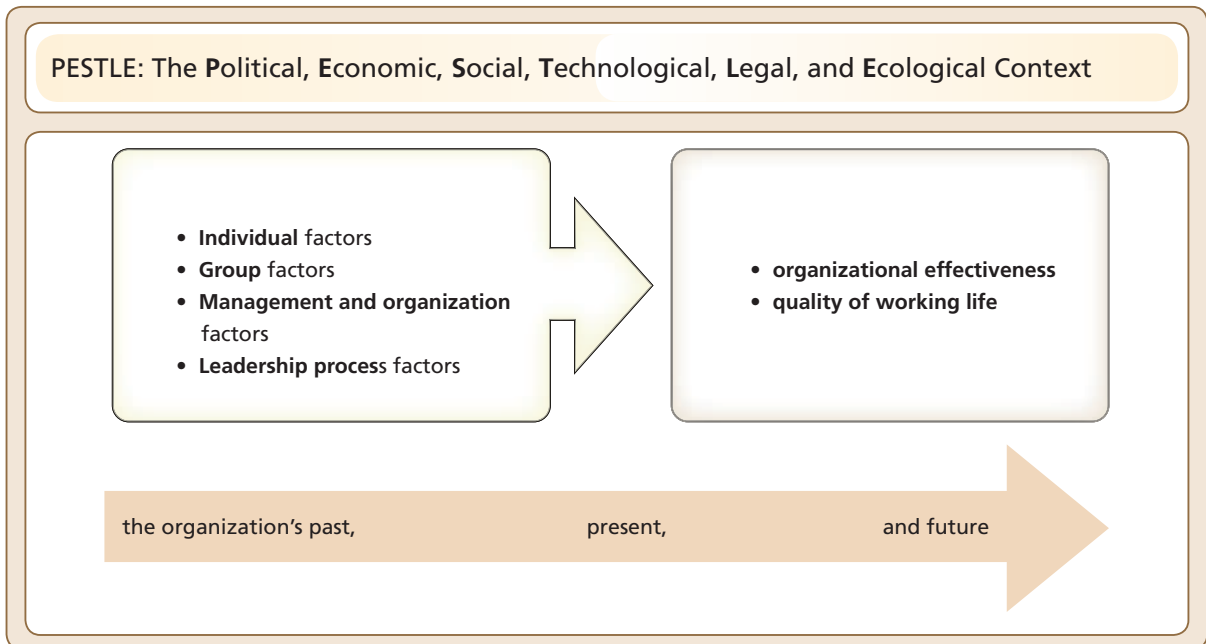 PESTLE: The Political, Economic, Social, Technological, Legal, and Ecological Context
• Individual factors
• Group factors
• Management and organization
factors
• Leadership process factors
• organizational effectiveness
• quality of working life
the organization’s past, present, and future